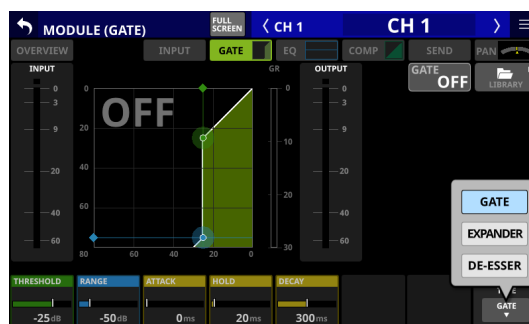 MODULE (GATE)
FULL SCREEN
CH 1
CH 1
OVERVIEW
INPUT
GATE
EQ
COMP
SEND
PAN
INPUT
GR
OUTPUT
GATE
OFF
LIBRARY
OFF
0
3
9
20
40
60
0
20
40
60
80
60
40
20
0
0
10
20
30
0
3
9
20
40
60
GATE
EXPANDER
DE-ESSER
THRESHOLD
RANGE
ATTACK
HOLD
DECAY
-25dB
-50dB
0ms
20ms
300ms
GATE